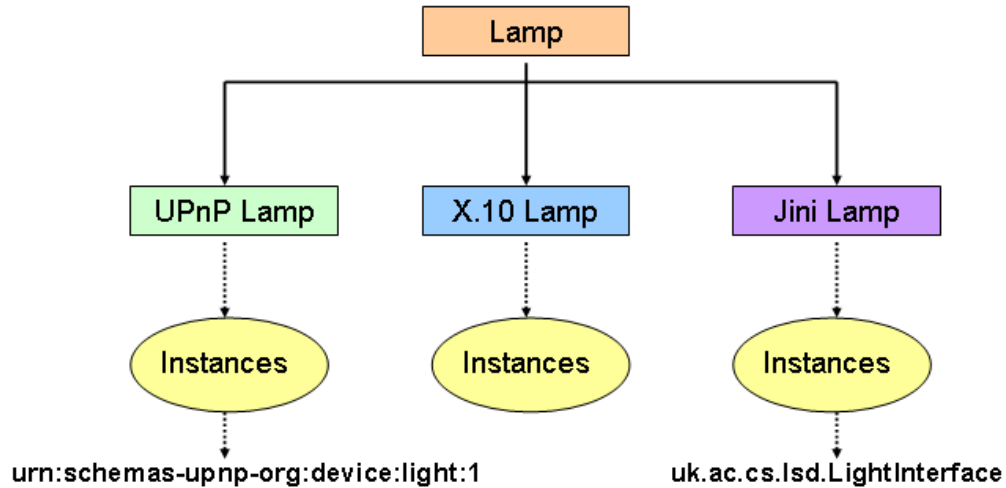 Lamp
UPnP Lamp
X.10 Lamp
Jini Lamp
Instances
Instances
Instances
urn:schemas-upnp-org:device:light:1
uk.ac.cs.lsd.LightInterface